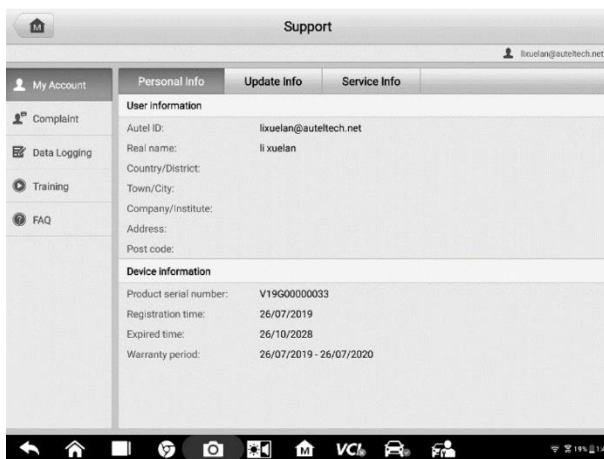 M
Support
lixuelan@auteltech.net
My Account
Complaint
Data Logging
Training
FAQ
Personal Info
Update Info
Service Info
User information
Autel ID: lixuelan@auteltech.net
Real name: li xuelan
Country/District:
Town/City:
Company/Institute:
Address:
Post code:
Device information
Product serial number: V19G00000033
Registration time: 26/07/2019
Expired time: 26/10/2028
Warranty period: 26/07/2019 - 26/07/2020
M VCI 19%